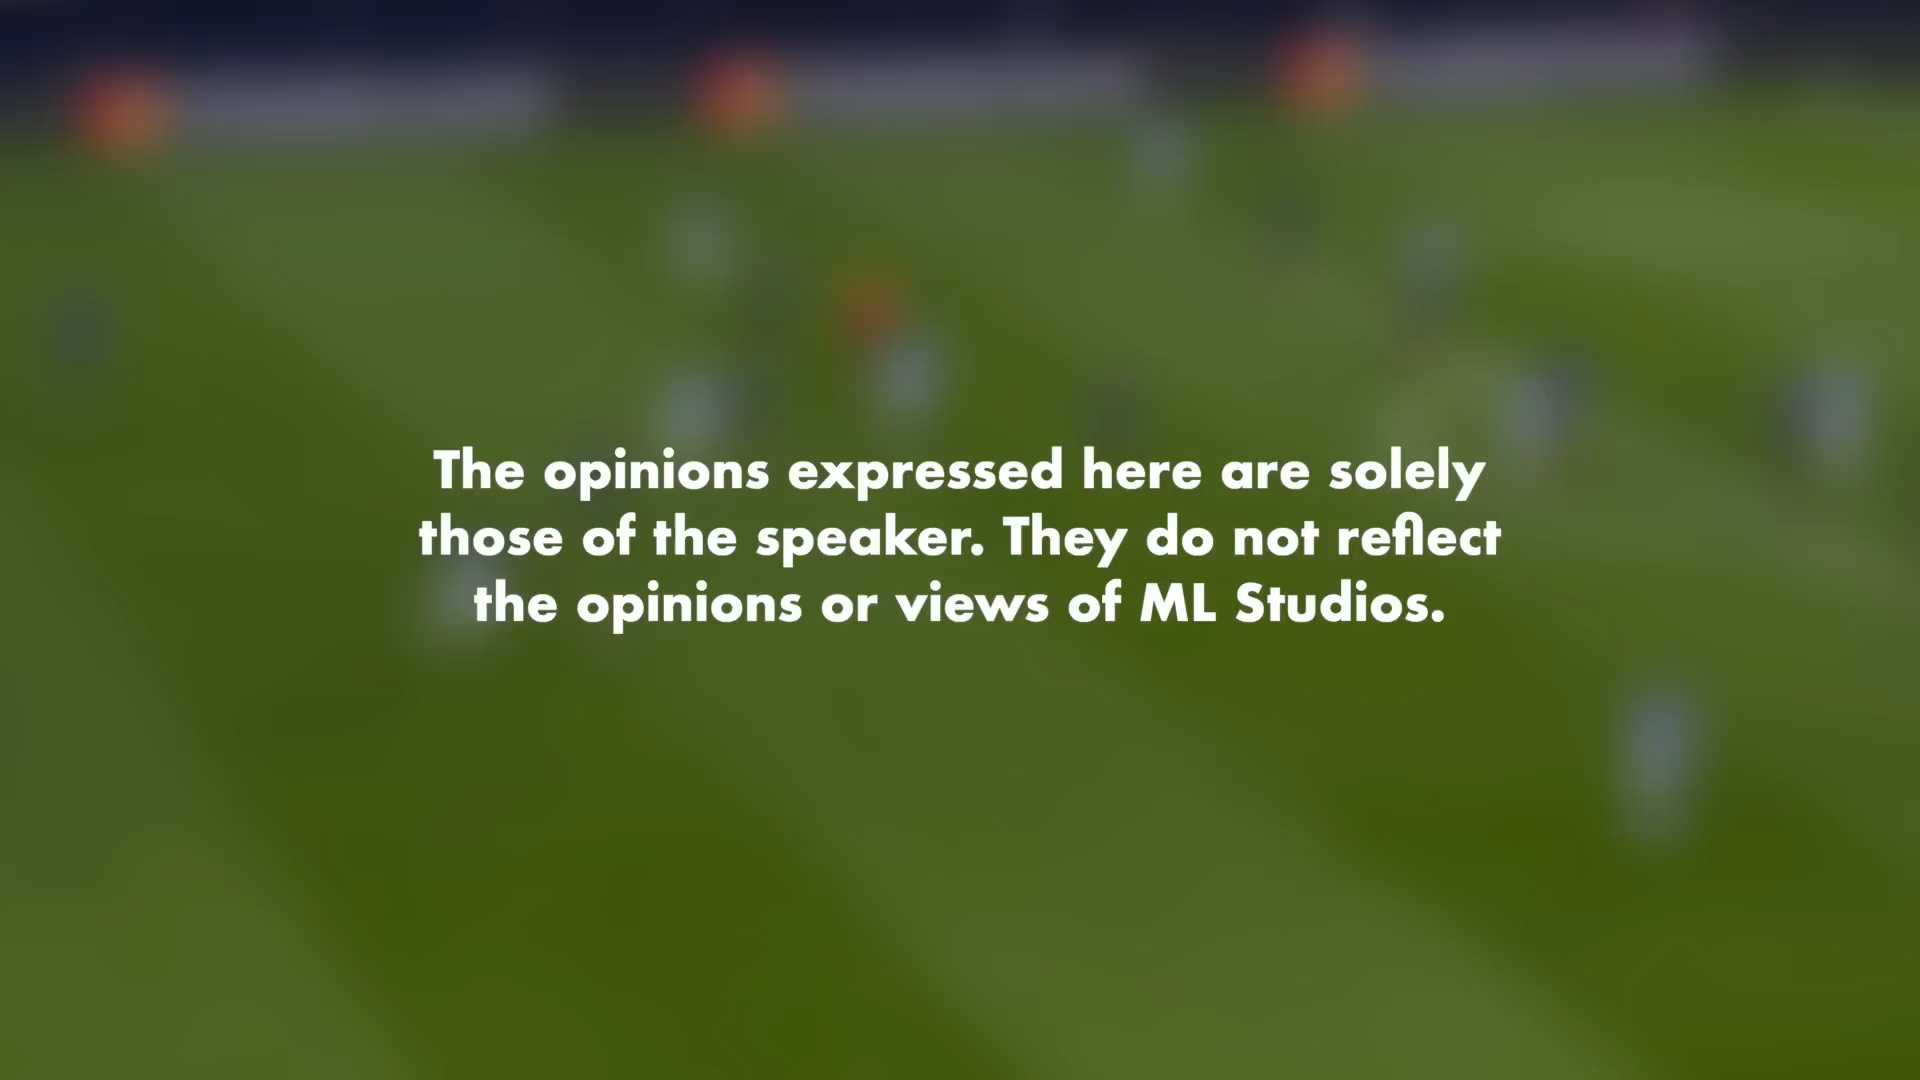 The opinions expressed here are solely
those of the speaker. They do not reflect
the opinions or views of ML Studios.